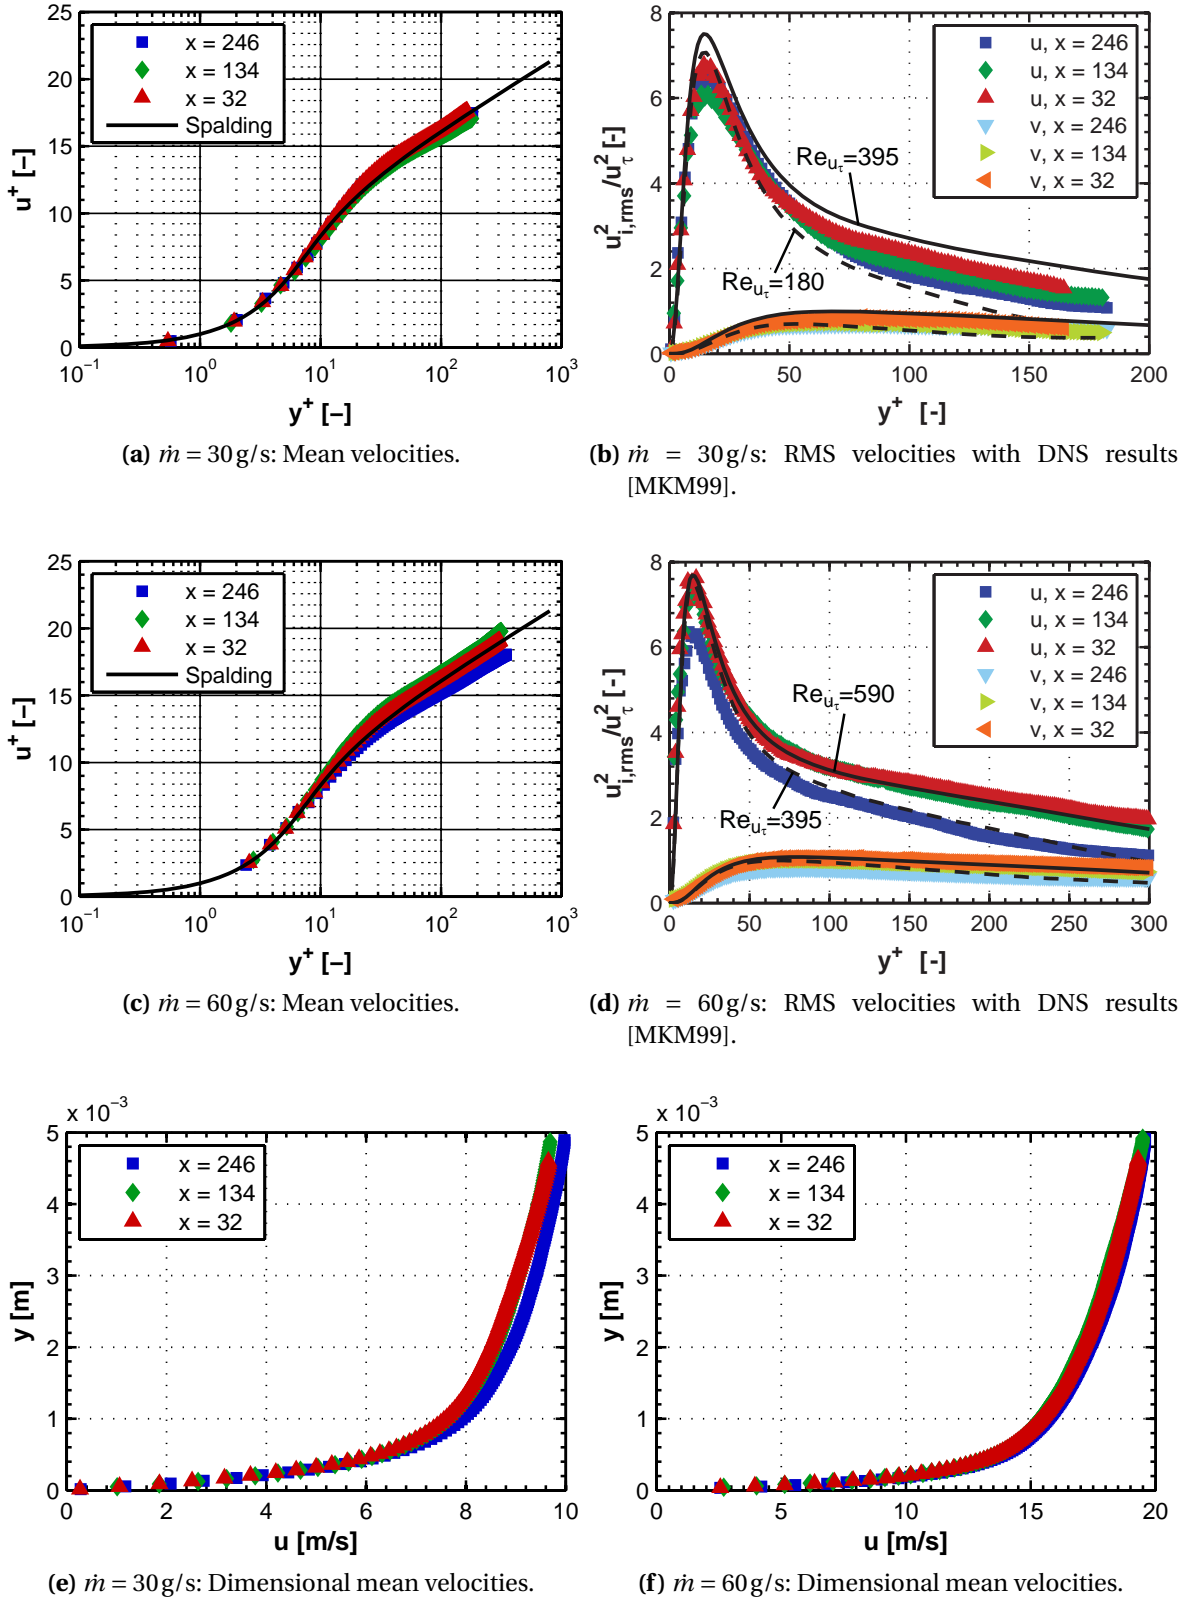 25
20
15
10
5
0
10⁻¹ 10⁰ 10¹ 10² 10³
u⁺ [–]
y⁺ [–]
x = 246
x = 134
x = 32
Spalding
(a) ṁ = 30 g/s: Mean velocities.
8
6
4
2
0
0 50 100 150 200
u²ᵢ,rms/u²τ [-]
y⁺ [-]
u, x = 246
u, x = 134
u, x = 32
v, x = 246
v, x = 134
v, x = 32
Re_uτ=395
Re_uτ=180
(b) ṁ = 30 g/s: RMS velocities with DNS results
[MKM99].
25
20
15
10
5
0
10⁻¹ 10⁰ 10¹ 10² 10³
u⁺ [–]
y⁺ [–]
x = 246
x = 134
x = 32
Spalding
(c) ṁ = 60 g/s: Mean velocities.
8
6
4
2
0
0 50 100 150 200 250 300
u²ᵢ,rms/u²τ [-]
y⁺ [-]
u, x = 246
u, x = 134
u, x = 32
v, x = 246
v, x = 134
v, x = 32
Re_uτ=590
Re_uτ=395
(d) ṁ = 60 g/s: RMS velocities with DNS results
[MKM99].
x 10⁻³
5
4
3
2
1
0
0 2 4 6 8 10
y [m]
u [m/s]
x = 246
x = 134
x = 32
(e) ṁ = 30 g/s: Dimensional mean velocities.
x 10⁻³
5
4
3
2
1
0
0 5 10 15 20
y [m]
u [m/s]
x = 246
x = 134
x = 32
(f) ṁ = 60 g/s: Dimensional mean velocities.